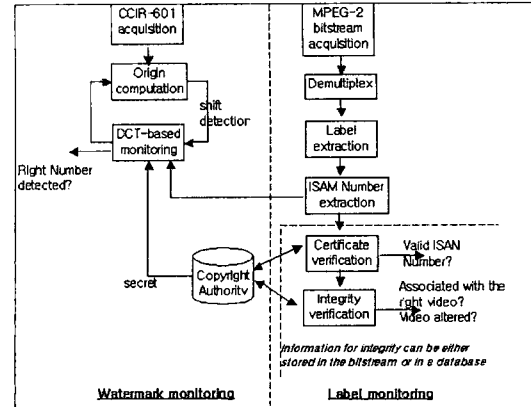 CCIR-601
acquisition
Origin
computation
shift
detection
DCT-based
monitoring
Right Number
detected?
secret
Copyright
Authority
Watermark monitoring
MPEG-2
bitstream
acquisition
Demultiplex
Label
extraction
ISAM Number
extraction
Certificate
verification
Valid ISAN
Number?
Integrity
verification
Associated with the
right video?
Video altered?
Information for integrity can be either
stored in the bitstream or in a database
Label monitoring